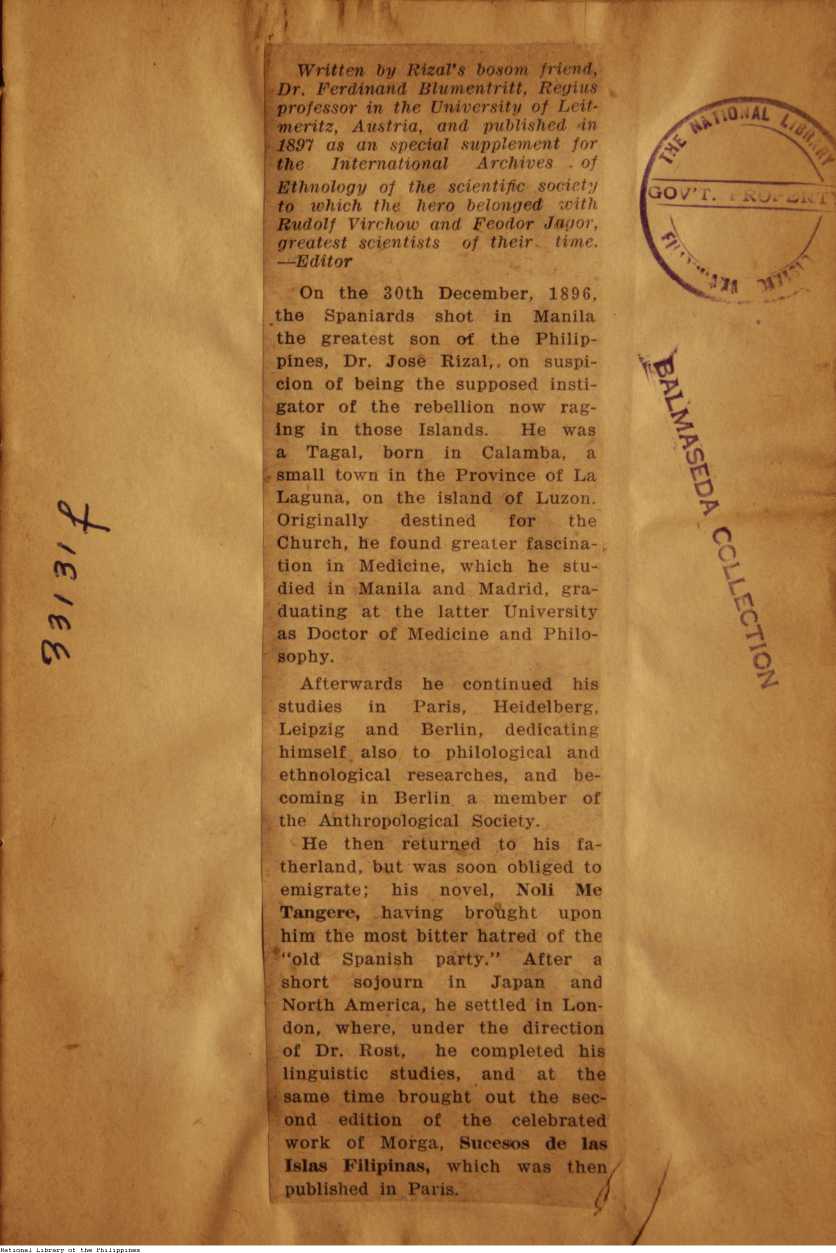 Written by Rizal's bosom friend,
Dr. Ferdinand Blumentritt, Regius
professor in the University of Leit-
meritz, Austria, and published in
1897 as an special supplement for
the International Archives of
Ethnology of the scientific society
to which the hero belonged with
Rudolf Virchow and Feodor Jagor,
greatest scientists of their time.
—Editor
On the 30th December, 1896,
the Spaniards shot in Manila
the greatest son of the Philip-
pines, Dr. José Rizal, on suspi-
cion of being the supposed insti-
gator of the rebellion now rag-
ing in those Islands. He was
a Tagal, born in Calamba, a
small town in the Province of La
Laguna, on the island of Luzon.
Originally destined for the
Church, he found greater fascina-
tion in Medicine, which he stu-
died in Manila and Madrid, gra-
duating at the latter University
as Doctor of Medicine and Philo-
sophy.
Afterwards he continued his
studies in Paris, Heidelberg,
Leipzig and Berlin, dedicating
himself also to philological and
ethnological researches, and be-
coming in Berlin a member of
the Anthropological Society.
He then returned to his fa-
therland, but was soon obliged to
emigrate; his novel, Noli Me
Tangere, having brought upon
him the most bitter hatred of the
"old Spanish party." After a
short sojourn in Japan and
North America, he settled in Lon-
don, where, under the direction
of Dr. Rost, he completed his
linguistic studies, and at the
same time brought out the sec-
ond edition of the celebrated
work of Morga, Sucesos de las
Islas Filipinas, which was then
published in Paris.
THE NATIONAL LIBRARY
GOV'T. PROPERTY
BALMASEDA COLLECTION
33131
National Library of the Philippines